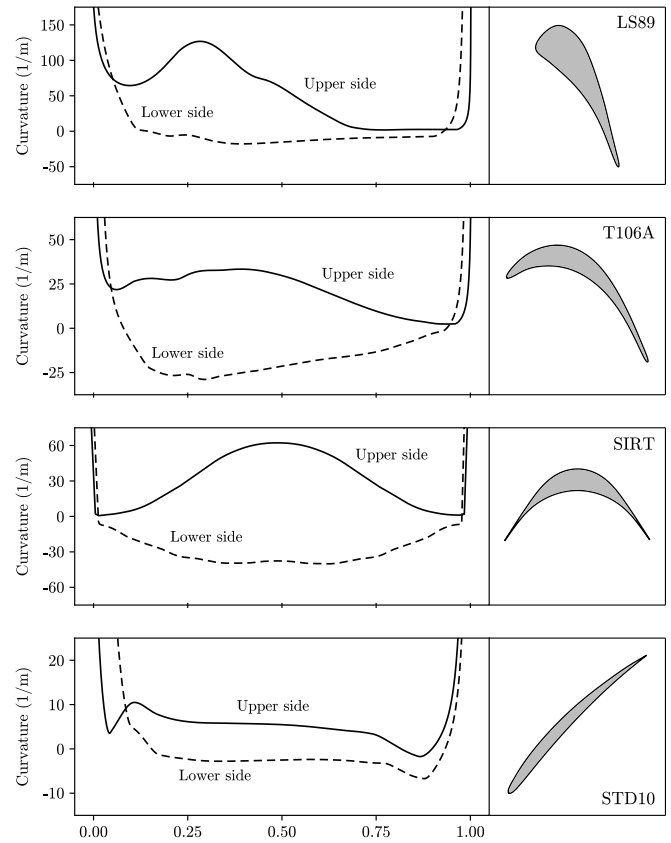 LS89
Curvature (1/m)
150
100
50
0
-50
Upper side
Lower side
T106A
Curvature (1/m)
50
25
0
-25
Upper side
Lower side
SIRT
Curvature (1/m)
60
30
0
-30
-60
Upper side
Lower side
Curvature (1/m)
20
10
0
-10
Upper side
Lower side
STD10
0.00 0.25 0.50 0.75 1.00